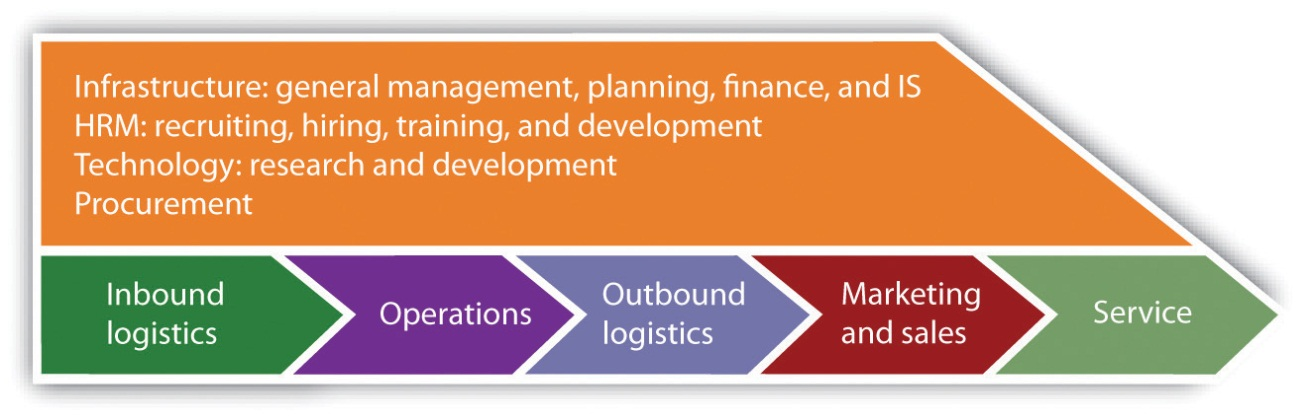 Infrastructure: general management, planning, finance, and IS
HRM: recruiting, hiring, training, and development
Technology: research and development
Procurement
Inbound
logistics
Operations
Outbound
logistics
Marketing
and sales
Service